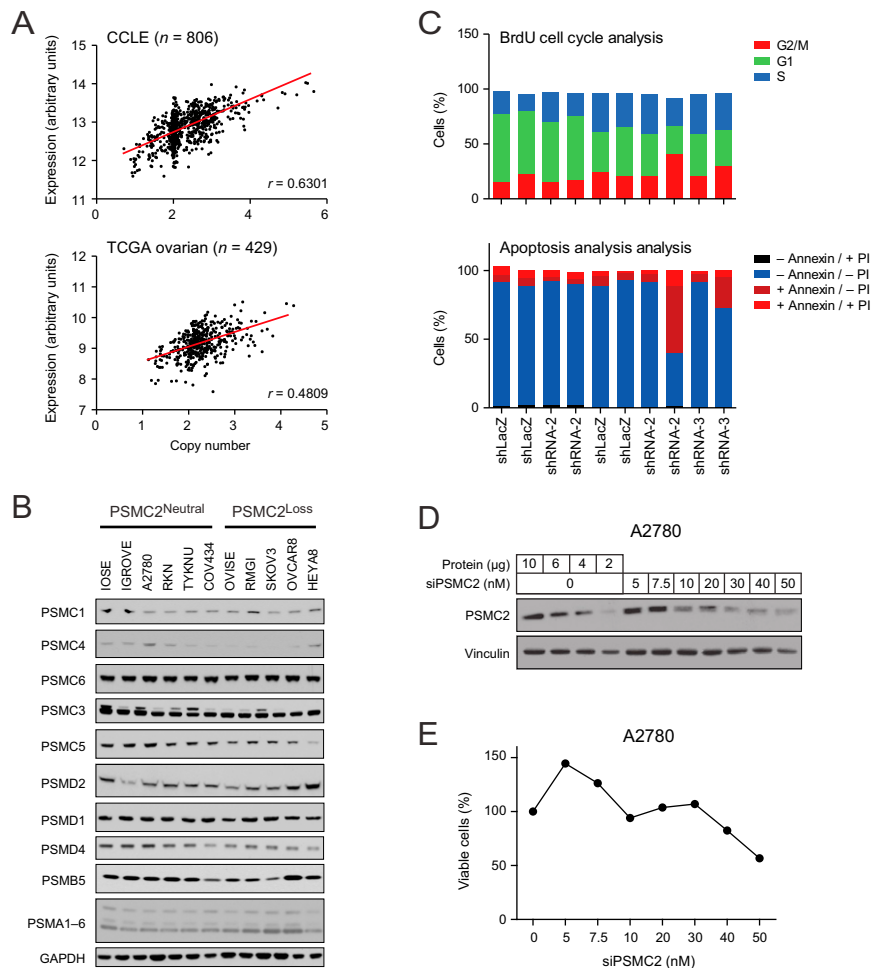 A
CCLE (n = 806)
Expression (arbitrary units)
15
14
13
12
11
0 2 4 6
r = 0.6301
TCGA ovarian (n = 429)
Expression (arbitrary units)
12
11
10
9
8
7
0 1 2 3 4 5
r = 0.4809
Copy number
C
BrdU cell cycle analysis
G2/M
G1
S
Cells (%)
150
100
50
0
Apoptosis analysis analysis
– Annexin / + PI
– Annexin / – PI
+ Annexin / – PI
+ Annexin / + PI
Cells (%)
100
50
0
shLacZ
shLacZ
shRNA-2
shRNA-2
shLacZ
shLacZ
shRNA-2
shRNA-2
shRNA-3
shRNA-3
B
PSMC2Neutral PSMC2Loss
IOSE
IGROVE
A2780
RKN
TYKNU
COV434
OVISE
RMGI
SKOV3
OVCAR8
HEYA8
PSMC1
PSMC4
PSMC6
PSMC3
PSMC5
PSMD2
PSMD1
PSMD4
PSMB5
PSMA1–6
GAPDH
D
A2780
Protein (µg) 10 6 4 2
siPSMC2 (nM) 0 5 7.5 10 20 30 40 50
PSMC2
Vinculin
E
A2780
Viable cells (%)
150
100
50
0
0 5 7.5 10 20 30 40 50
siPSMC2 (nM)